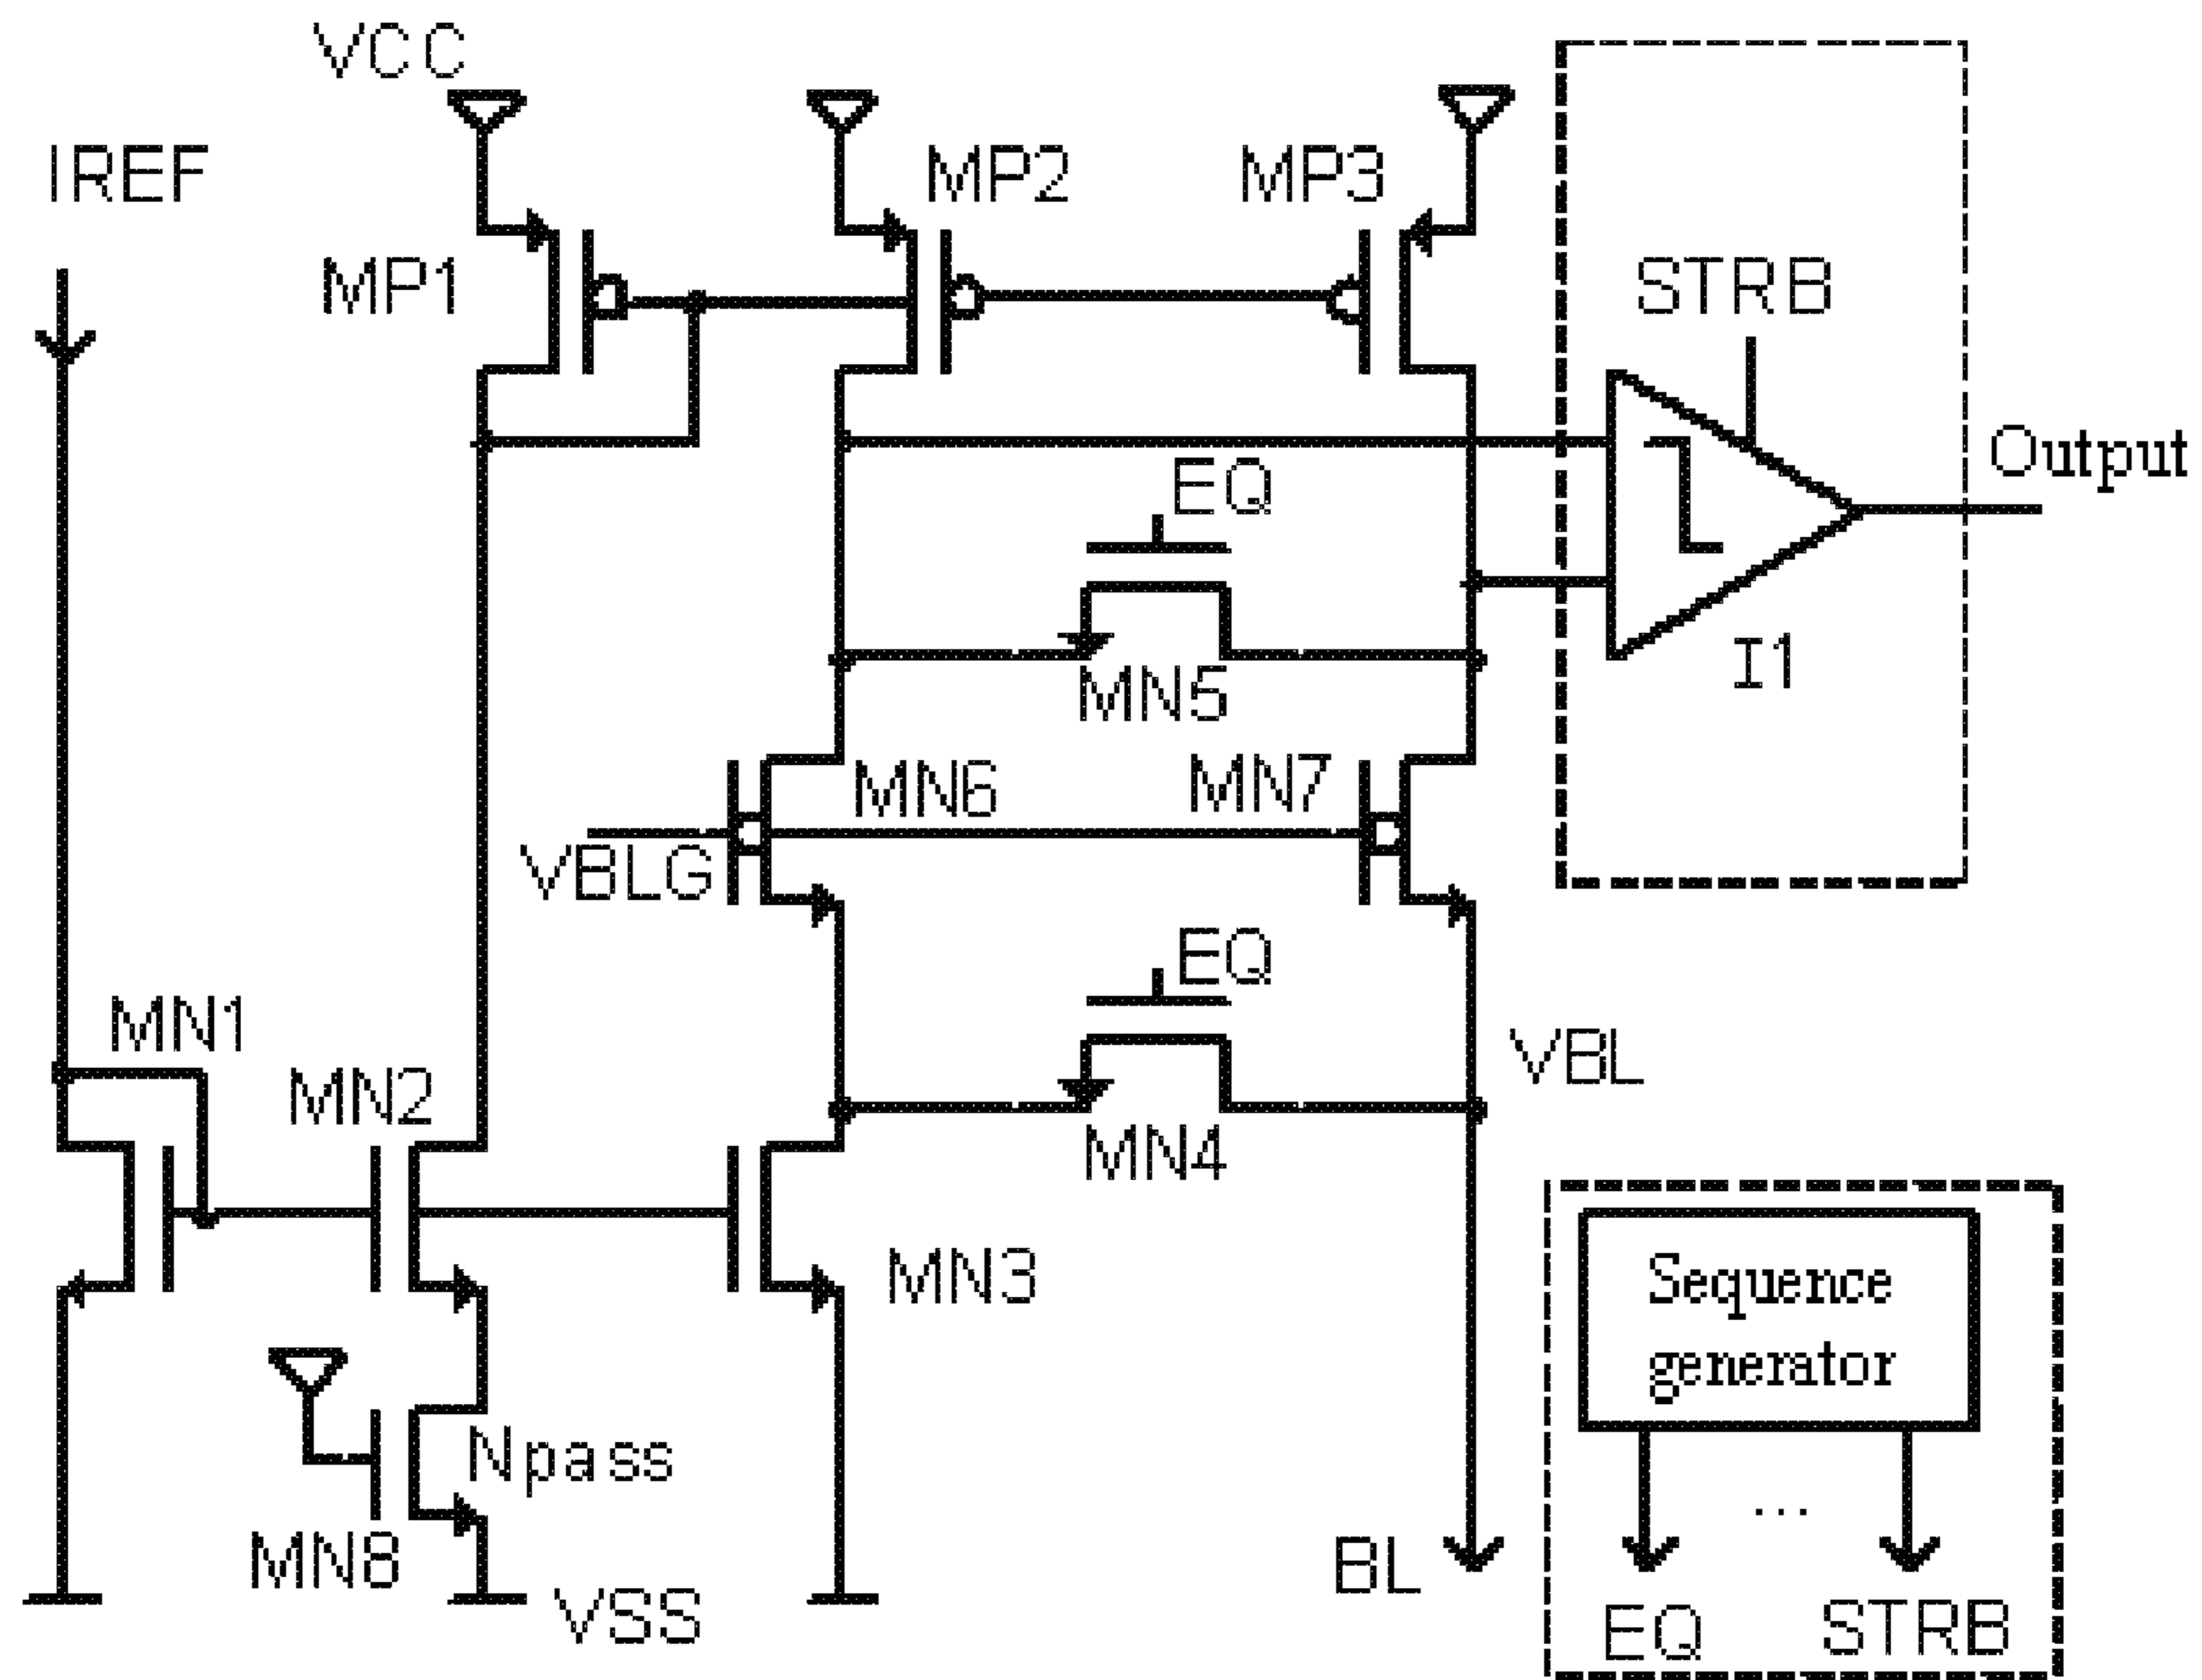 VCC
IREF
MP2
MP3
MP1
STRB
Output
EQ
I1
MN5
MN6
MN7
VBLG
EQ
MN1
VBL
MN2
MN4
MN3
Sequence
generator
Npass
...
MN8
BL
VSS
EQ
STRB